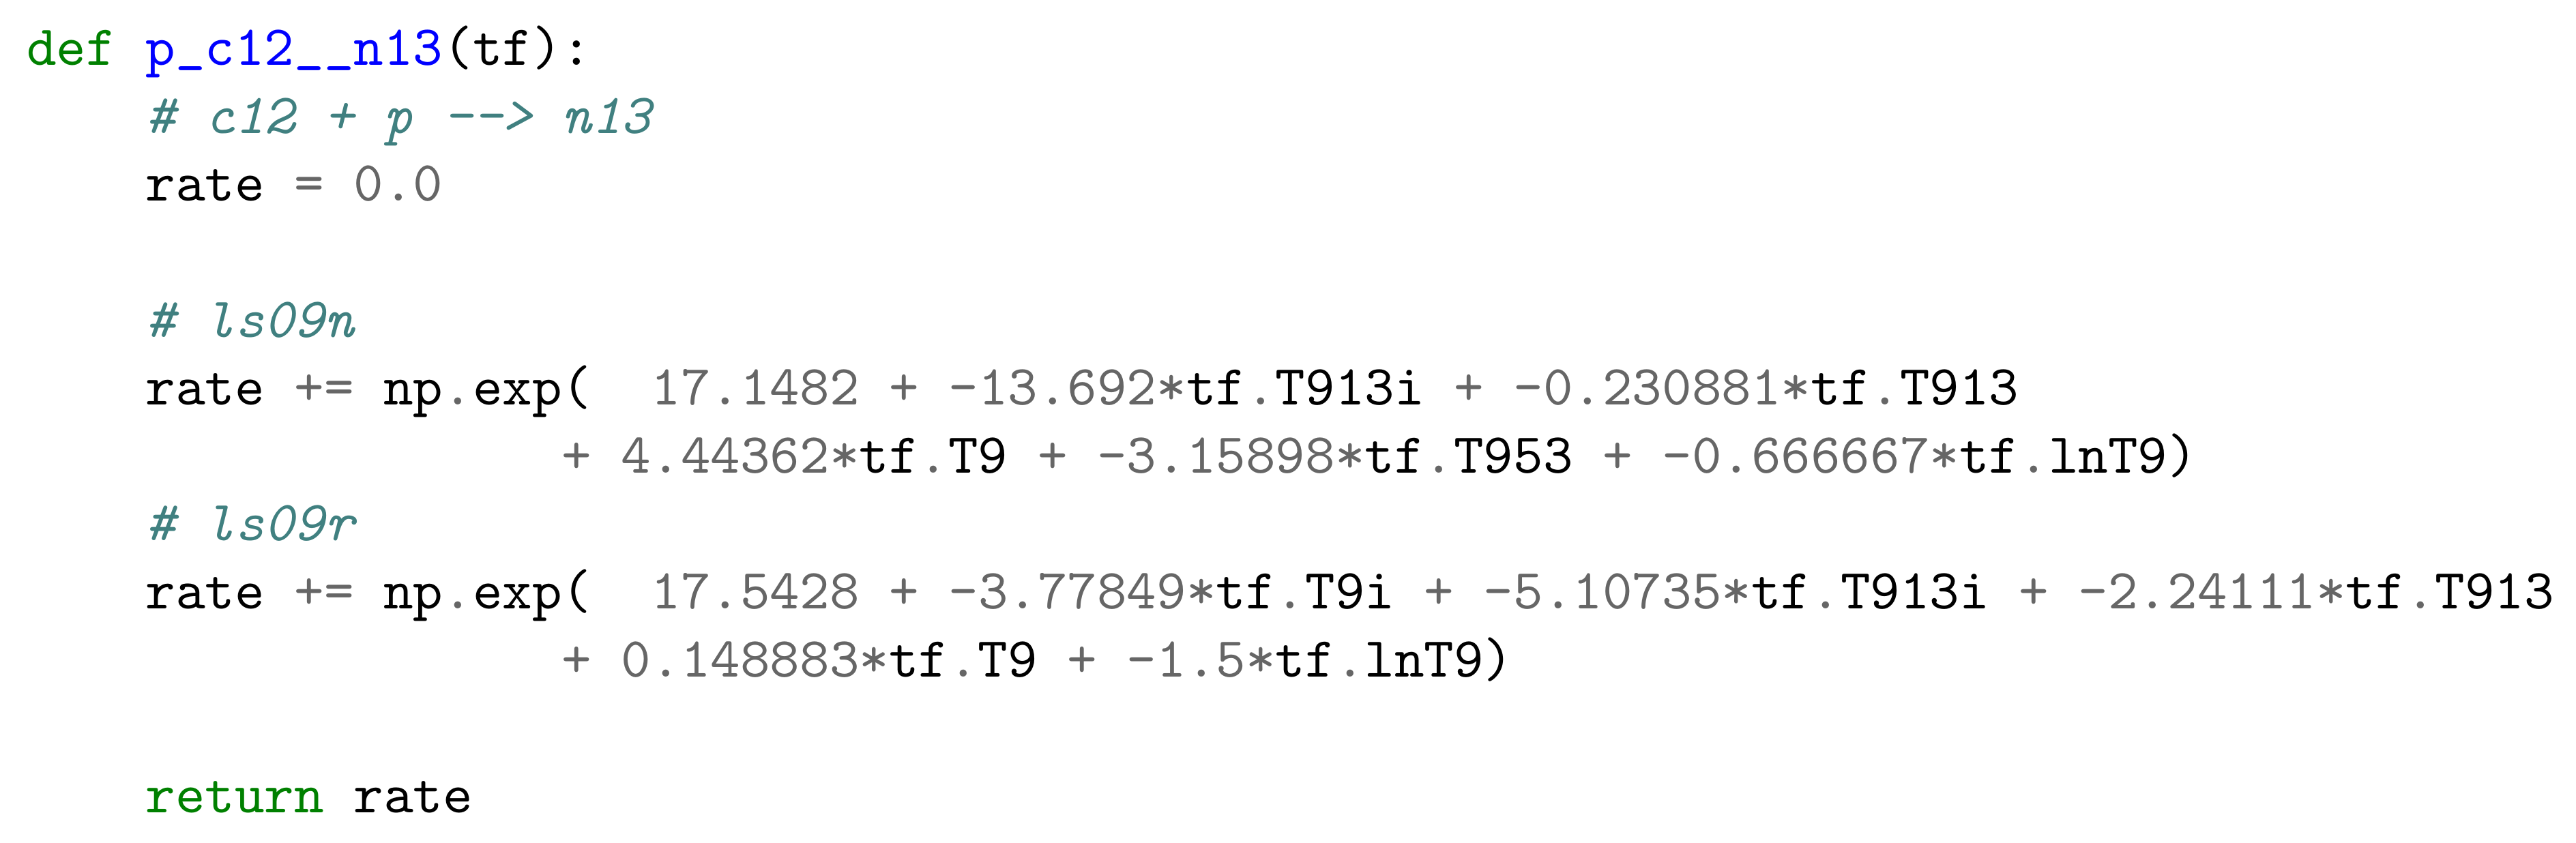 def p_c12__n13(tf):
    # c12 + p --> n13
    rate = 0.0

    # ls09n
    rate += np.exp(  17.1482 + -13.692*tf.T913i + -0.230881*tf.T913
                  + 4.44362*tf.T9 + -3.15898*tf.T953 + -0.666667*tf.lnT9)
    # ls09r
    rate += np.exp(  17.5428 + -3.77849*tf.T9i + -5.10735*tf.T913i + -2.24111*tf.T913
                  + 0.148883*tf.T9 + -1.5*tf.lnT9)

    return rate